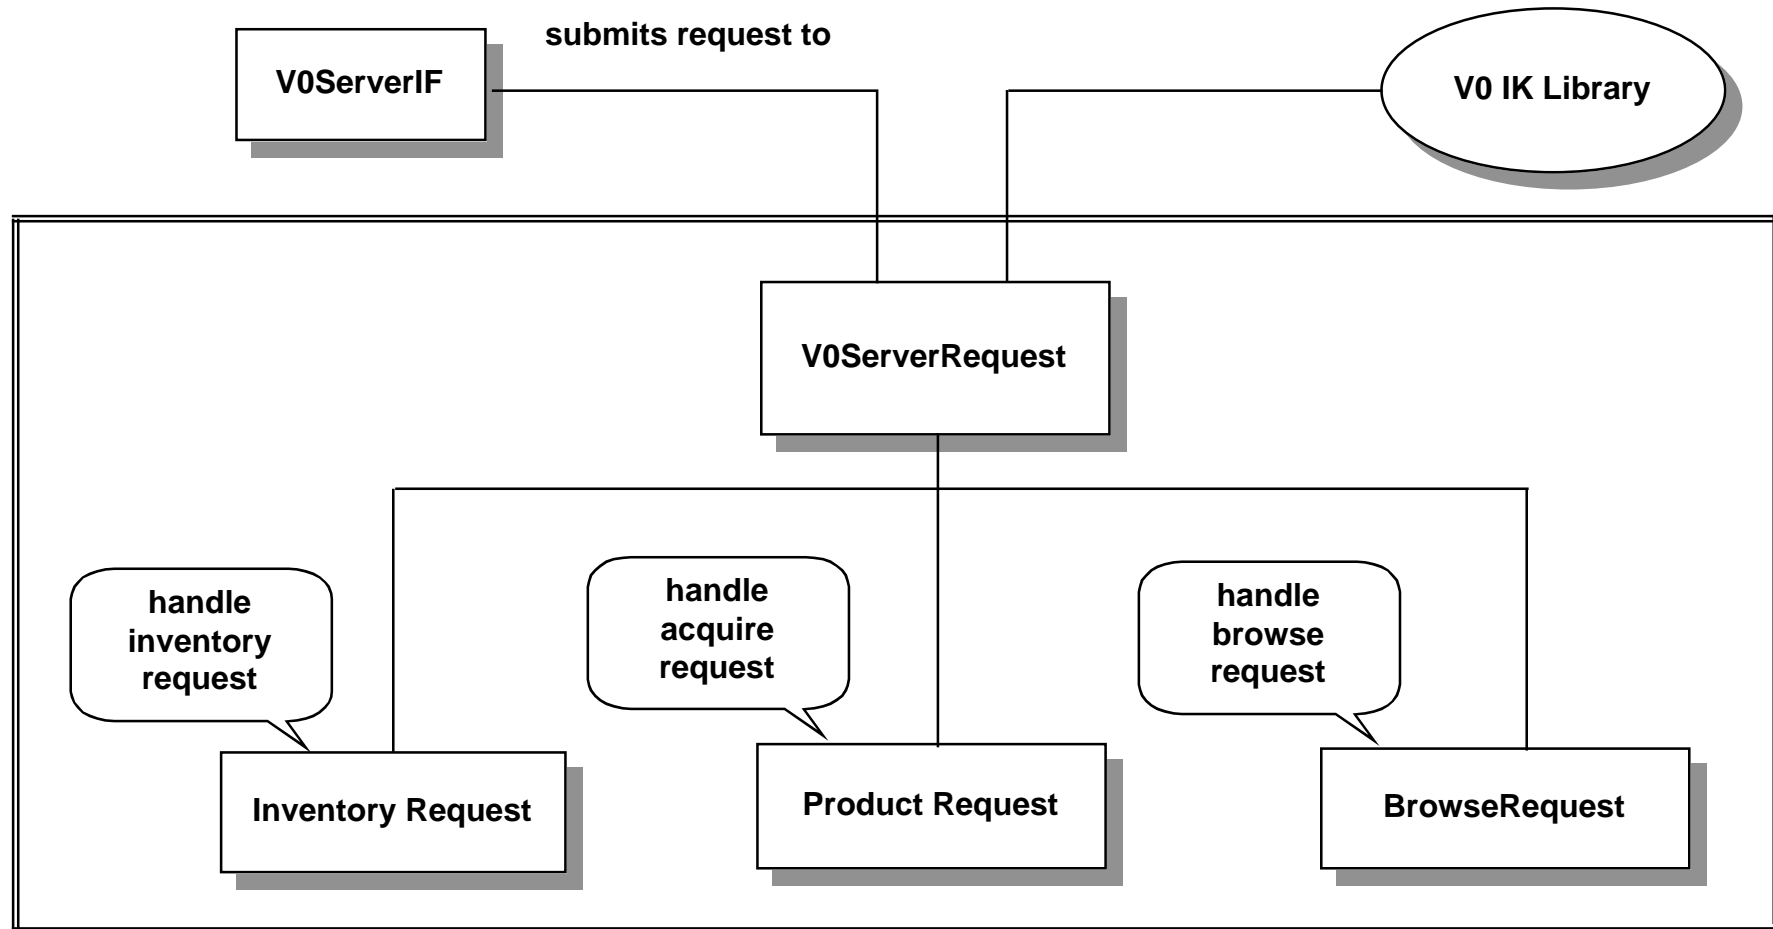 submits request to
V0ServerIF
V0 IK Library
V0ServerRequest
handle
inventory
request
handle
acquire
request
handle
browse
request
Inventory Request
Product Request
BrowseRequest